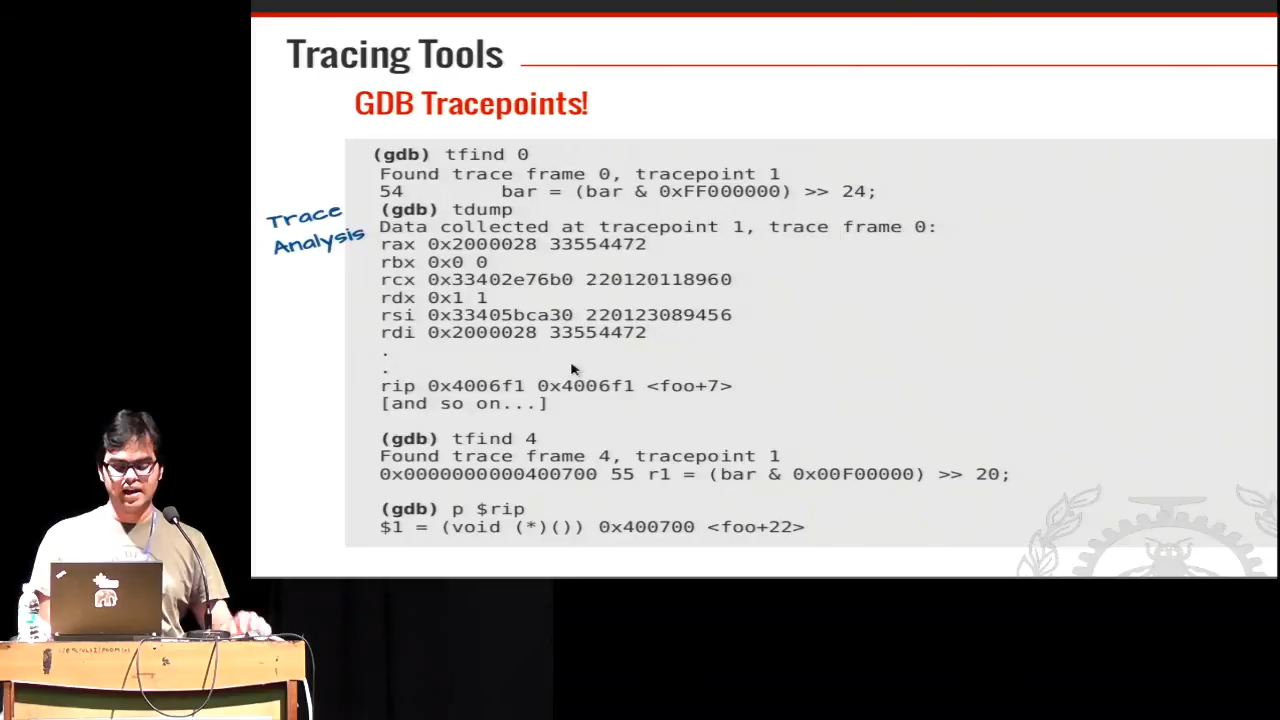 Tracing Tools
GDB Tracepoints!
(gdb) tfind 0
Found trace frame 0, tracepoint 1
54 bar = (bar & 0xFF000000) >> 24;
(gdb) tdump
Data collected at tracepoint 1, trace frame 0:
rax 0x2000028 33554472
rbx 0x0 0
rcx 0x33402e76b0 220120118960
rdx 0x1 1
rsi 0x33405bca30 220123089456
rdi 0x2000028 33554472
.
.
rip 0x4006f1 0x4006f1 <foo+7>
[and so on...]
(gdb) tfind 4
Found trace frame 4, tracepoint 1
0x0000000000400700 55 r1 = (bar & 0x00F00000) >> 20;
(gdb) p $rip
$1 = (void (*)()) 0x400700 <foo+22>
Trace
Analysis